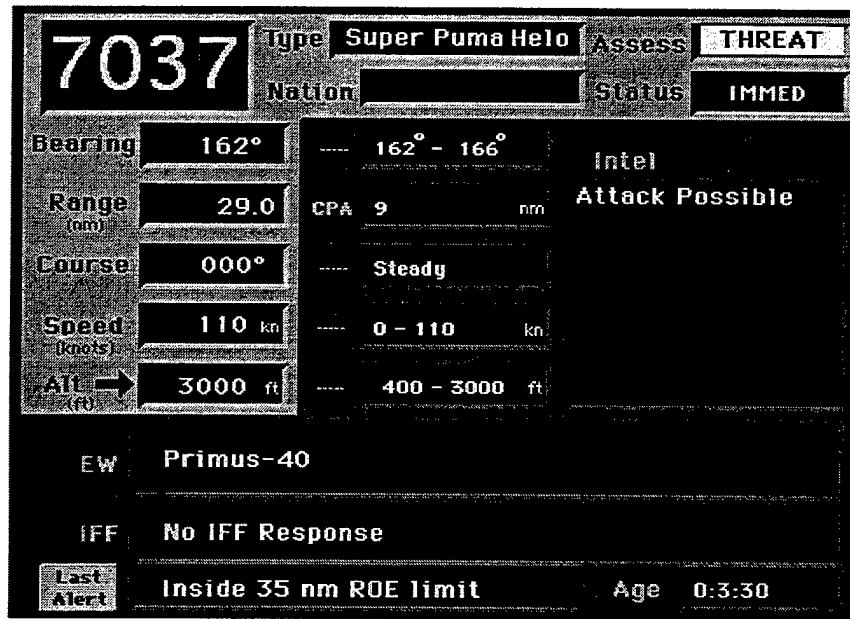 7037 Type Super Puma Helo Assess THREAT
Nation Status IMMED
Bearing 162° ---- 162° - 166° Intel
Range (nm) 29.0 CPA 9 nm Attack Possible
Course 000° ---- Steady
Speed (knots) 110 kn ---- 0 - 110 kn
Alt (ft) 3000 ft ---- 400 - 3000 ft
EW Primus-40
IFF No IFF Response
Last Alert Inside 35 nm ROE limit Age 0:3:30